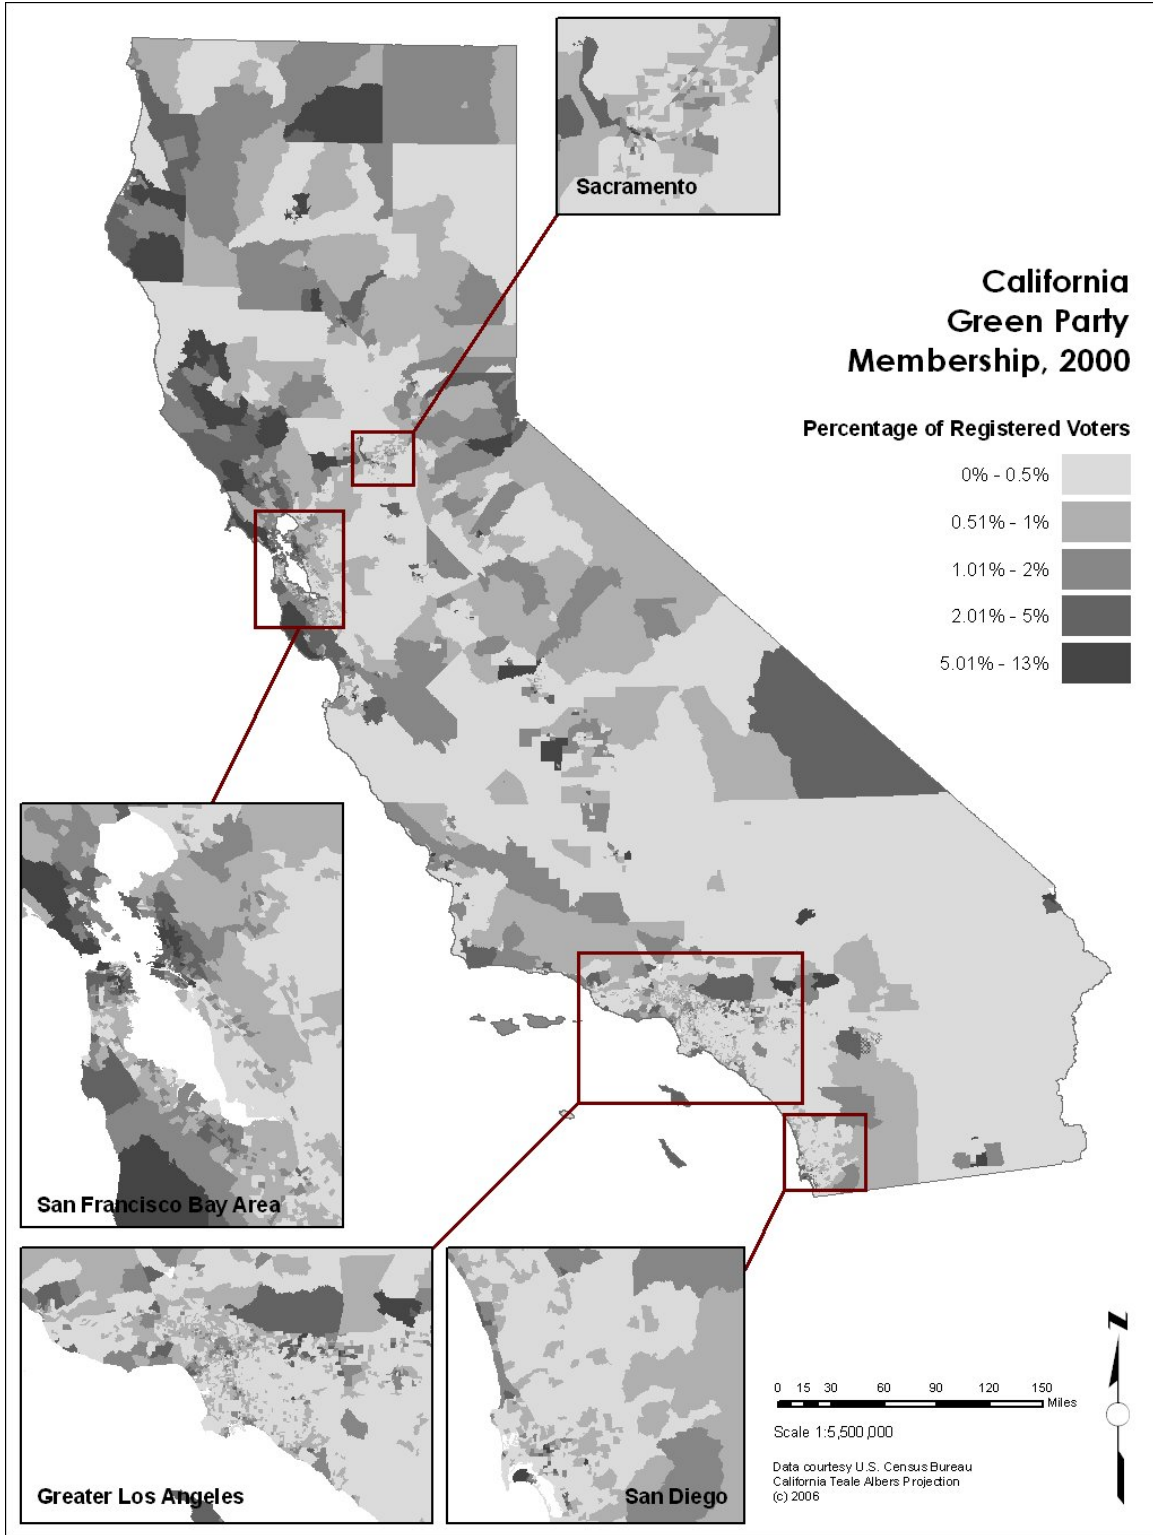 Sacramento
California
Green Party
Membership, 2000
Percentage of Registered Voters
0% - 0.5%
0.51% - 1%
1.01% - 2%
2.01% - 5%
5.01% - 13%
San Francisco Bay Area
Greater Los Angeles
San Diego
N
0 15 30 60 90 120 150
Miles
Scale 1:5,500,000
Data courtesy U.S. Census Bureau
California Teale Albers Projection
(c) 2006